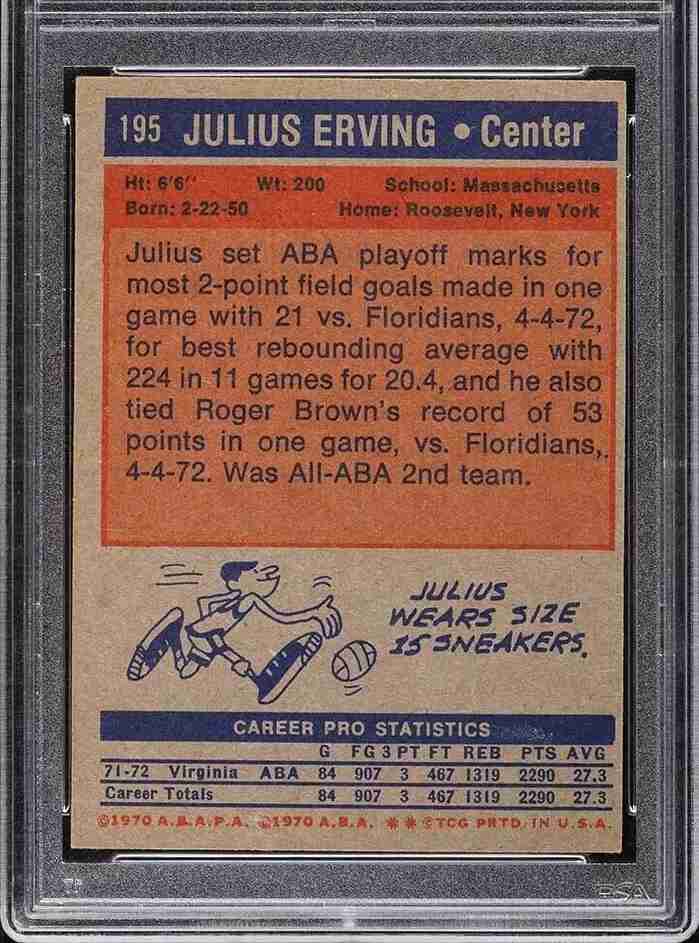 195 JULIUS ERVING • Center
Ht: 6'6" Wt: 200 School: Massachusetts
Born: 2-22-50 Home: Roosevelt, New York
Julius set ABA playoff marks for
most 2-point field goals made in one
game with 21 vs. Floridians, 4-4-72,
for best rebounding average with
224 in 11 games for 20.4, and he also
tied Roger Brown's record of 53
points in one game, vs. Floridians,.
4-4-72. Was All-ABA 2nd team.
JULIUS
WEARS SIZE
15 SNEAKERS.
CAREER PRO STATISTICS
G FG 3PT FT REB PTS AVG
71-72 Virginia ABA 84 907 3 467 1319 2290 27.3
Career Totals 84 907 3 467 1319 2290 27.3
©1970 A.B.A.P.A. ©1970 A.B.A. ✱ ✱ ©TCG PRTD. IN U.S.A.
PSA